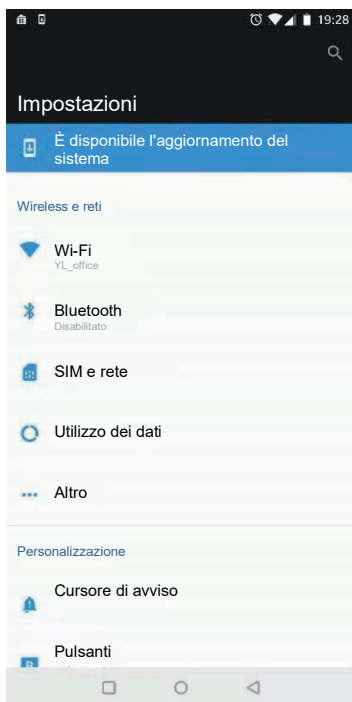 19:28
Impostazioni
È disponibile l'aggiornamento del
sistema
Wireless e reti
Wi-Fi
YL_office
Bluetooth
Disabilitato
SIM e rete
Utilizzo dei dati
Altro
Personalizzazione
Cursore di avviso
Pulsanti